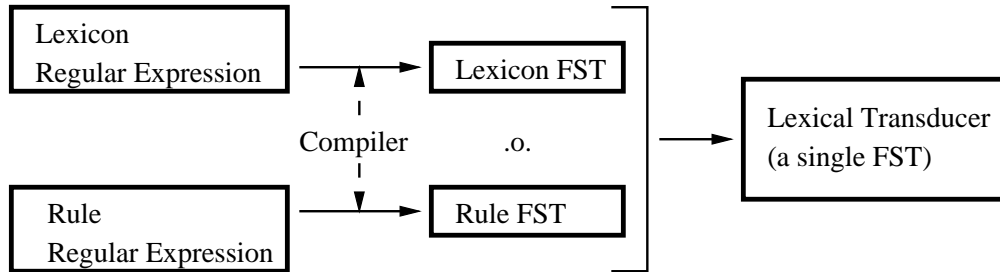 Lexicon
Regular Expression
Lexicon FST
Compiler
.o.
Rule
Regular Expression
Rule FST
Lexical Transducer
(a single FST)